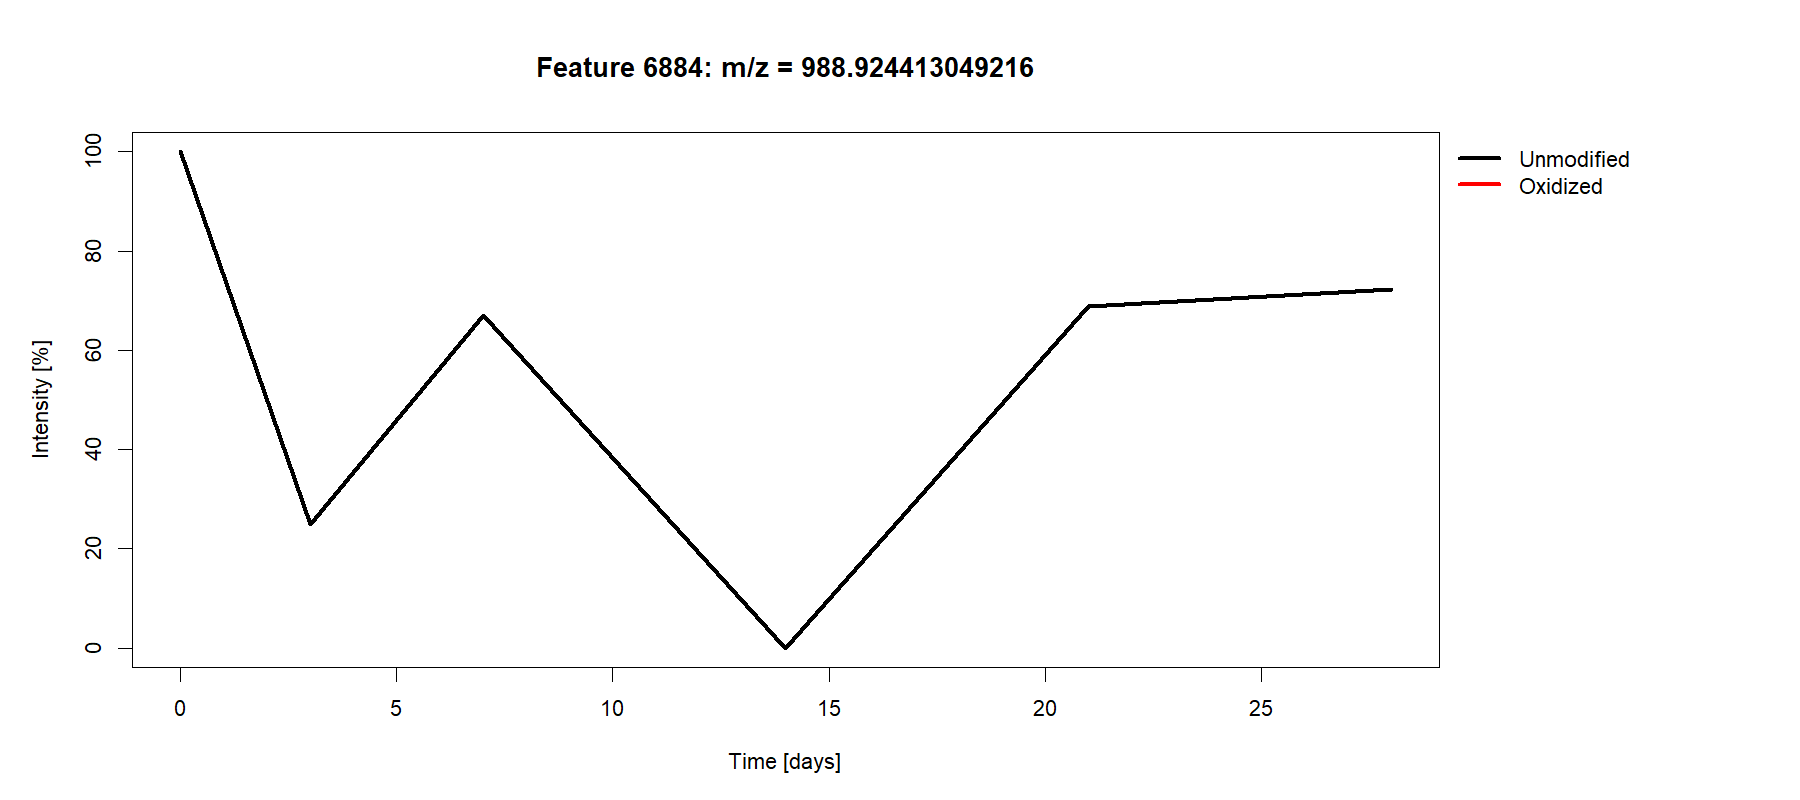 Feature 6884: m/z = 988.924413049216
Unmodified
Oxidized
Intensity [%]
100
80
60
40
20
0
0 5 10 15 20 25
Time [days]